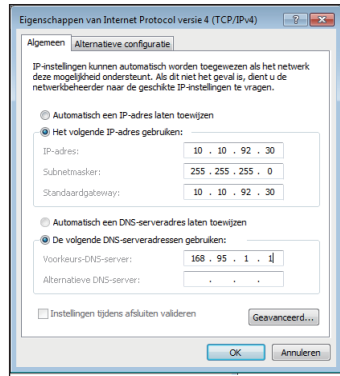 Eigenschappen van Internet Protocol versie 4 (TCP/IPv4)
Algemeen Alternatieve configuratie
IP-instellingen kunnen automatisch worden toegewezen als het netwerk
deze mogelijkheid ondersteunt. Als dit niet het geval is, dient u de
netwerkbeheerder naar de geschikte IP-instellingen te vragen.
Automatisch een IP-adres laten toewijzen
Het volgende IP-adres gebruiken:
IP-adres: 10 . 10 . 92 . 30
Subnetmasker: 255 . 255 . 255 . 0
Standaardgateway: 10 . 10 . 92 . 30
Automatisch een DNS-serveradres laten toewijzen
De volgende DNS-serveradressen gebruiken:
Voorkeurs-DNS-server: 168 . 95 . 1 . 1
Alternatieve DNS-server: . . .
Instellingen tijdens afsluiten valideren
Geavanceerd...
OK Annuleren